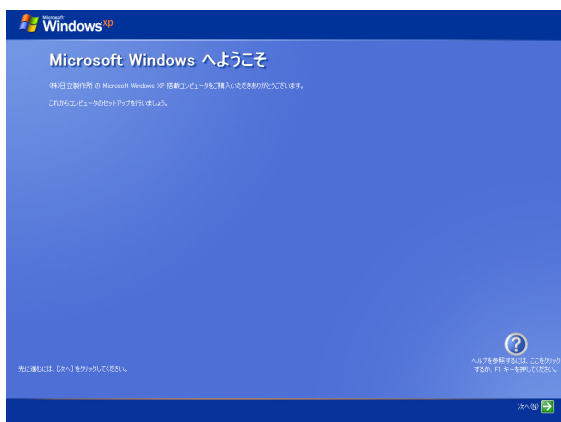 Microsoft
Windows xp
Microsoft Windows へようこそ
(株)日立製作所 の Microsoft Windows XP 搭載コンピュータをご購入いただきありがとうございます。
これからコンピュータのセットアップを行いましょう。
ヘルプを参照するには、ここをクリック
するか、F1 キーを押してください。
先に進むには、[次へ] をクリックしてください。
次へ(N)